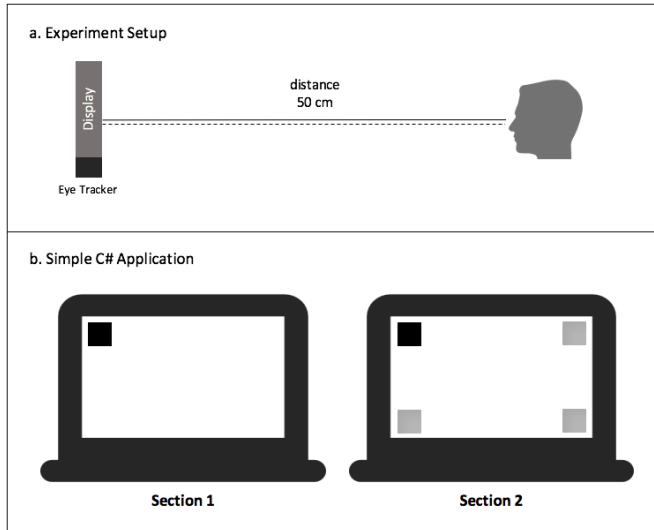 a. Experiment Setup
distance
50 cm
Display
Eye Tracker
b. Simple C# Application
Section 1
Section 2